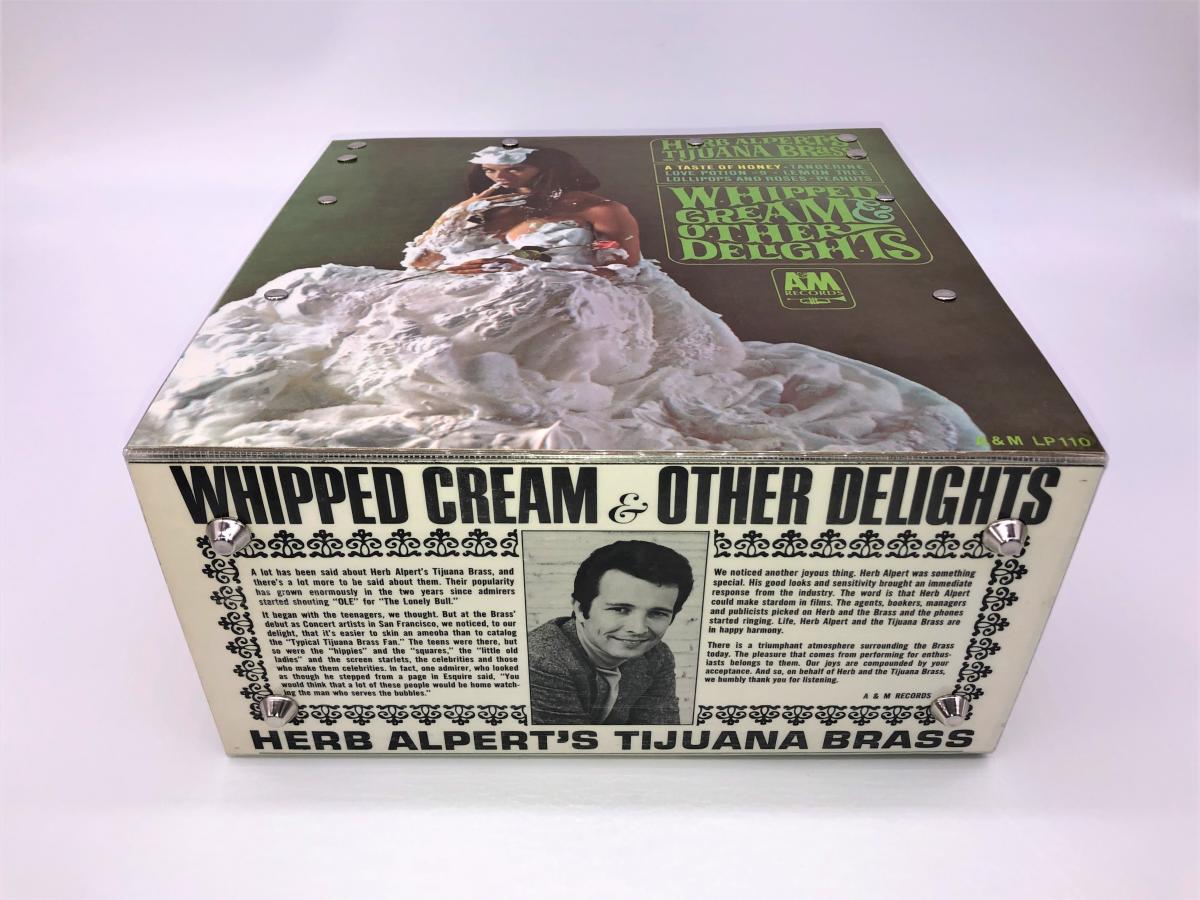 HERB ALPERT'S
TIJUANA BRASS
A TASTE OF HONEY • TANGERINE
LOVE POTION #9 • LEMON TREE
LOLLIPOPS AND ROSES • PEANUTS
WHIPPED
CREAM &
OTHER
DELIGHTS
A&M
RECORDS
A & M LP 110
WHIPPED CREAM & OTHER DELIGHTS
A lot has been said about Herb Alpert's Tijuana Brass, and
there's a lot more to be said about them. Their popularity
has grown enormously in the two years since admirers
started shouting "OLE" for "The Lonely Bull."
It began with the teenagers, we thought. But at the Brass'
debut as Concert artists in San Francisco, we noticed, to our
delight, that it's easier to skin an ameoba than to catalog
the "Typical Tijuana Brass Fan." The teens were there, but
so were the "hippies" and the "squares," the "little old
ladies" and the screen starlets, the celebrities and those
who make them celebrities. In fact, one admirer, who looked
as though he stepped from a page in Esquire said, "You
would think that a lot of these people would be home watch-
ing the man who serves the bubbles."
We noticed another joyous thing. Herb Alpert was something
special. His good looks and sensitivity brought an immediate
response from the industry. The word is that Herb Alpert
could make stardom in films. The agents, bookers, managers
and publicists picked on Herb and the Brass and the phones
started ringing. Life, Herb Alpert and the Tijuana Brass are
in happy harmony.
There is a triumphant atmosphere surrounding the Brass
today. The pleasure that comes from performing for enthus-
iasts belongs to them. Our joys are compounded by your
acceptance. And so, on behalf of Herb and the Tijuana Brass,
we humbly thank you for listening.
A & M RECORDS
HERB ALPERT'S TIJUANA BRASS